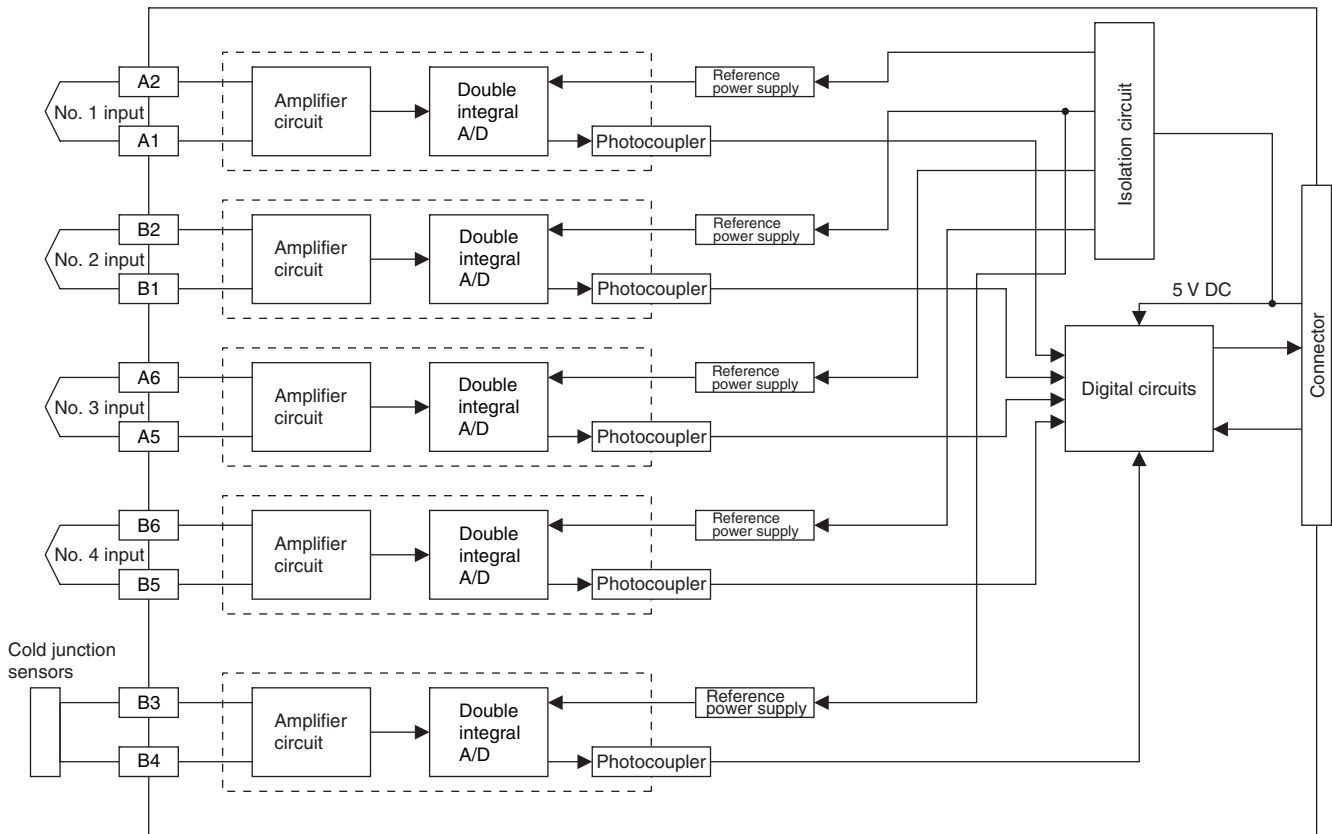 A2
No. 1 input
A1
Amplifier
circuit
Double
integral
A/D
Reference
power supply
Photocoupler
Isolation circuit
B2
No. 2 input
B1
Amplifier
circuit
Double
integral
A/D
Reference
power supply
Photocoupler
5 V DC
Connector
A6
No. 3 input
A5
Amplifier
circuit
Double
integral
A/D
Reference
power supply
Photocoupler
Digital circuits
B6
No. 4 input
B5
Amplifier
circuit
Double
integral
A/D
Reference
power supply
Photocoupler
Cold junction
sensors
B3
B4
Amplifier
circuit
Double
integral
A/D
Reference
power supply
Photocoupler